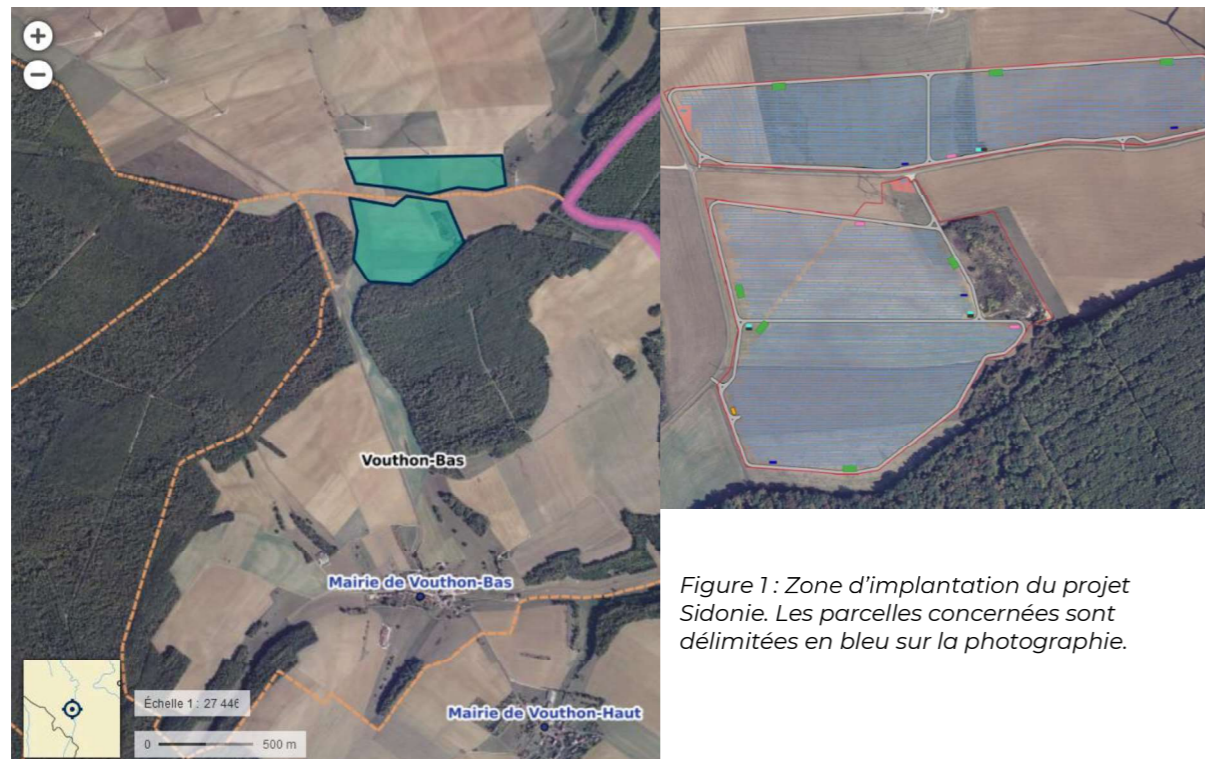 Vouthon-Bas
Mairie de Vouthon-Bas
Mairie de Vouthon-Haut
Échelle 1 : 27 44€
0 500 m
Figure 1 : Zone d'implantation du projet
Sidonie. Les parcelles concernées sont
délimitées en bleu sur la photographie.